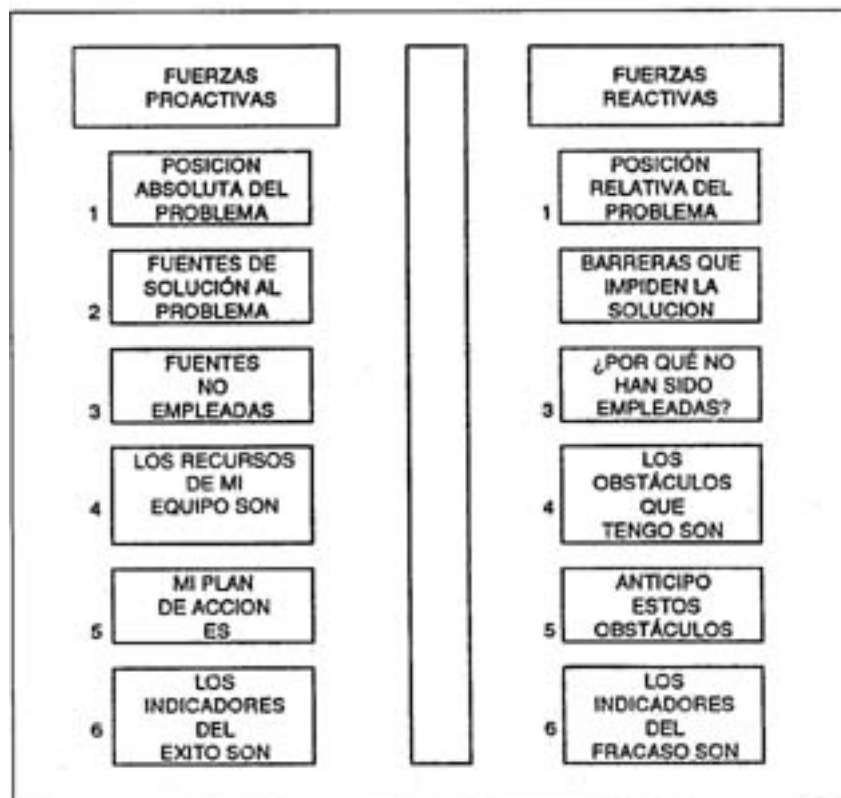 FUERZAS
PROACTIVAS
POSICION
ABSOLUTA DEL
1 PROBLEMA
FUENTES DE
SOLUCIÓN AL
2 PROBLEMA
FUENTES
NO
3 EMPLEADAS
LOS RECURSOS
DE MI
4 EQUIPO SON
MI PLAN
DE ACCION
5 ES
LOS
INDICADORES
6 DEL
EXITO SON
FUERZAS
REACTIVAS
POSICIÓN
RELATIVA DEL
1 PROBLEMA
BARRERAS QUE
IMPIDEN LA
SOLUCION
¿POR QUÉ NO
HAN SIDO
3 EMPLEADAS?
LOS
OBSTÁCULOS
4 QUE
TENGO SON
ANTICIPO
ESTOS
5 OBSTÁCULOS
LOS
INDICADORES
6 DEL
FRACASO SON